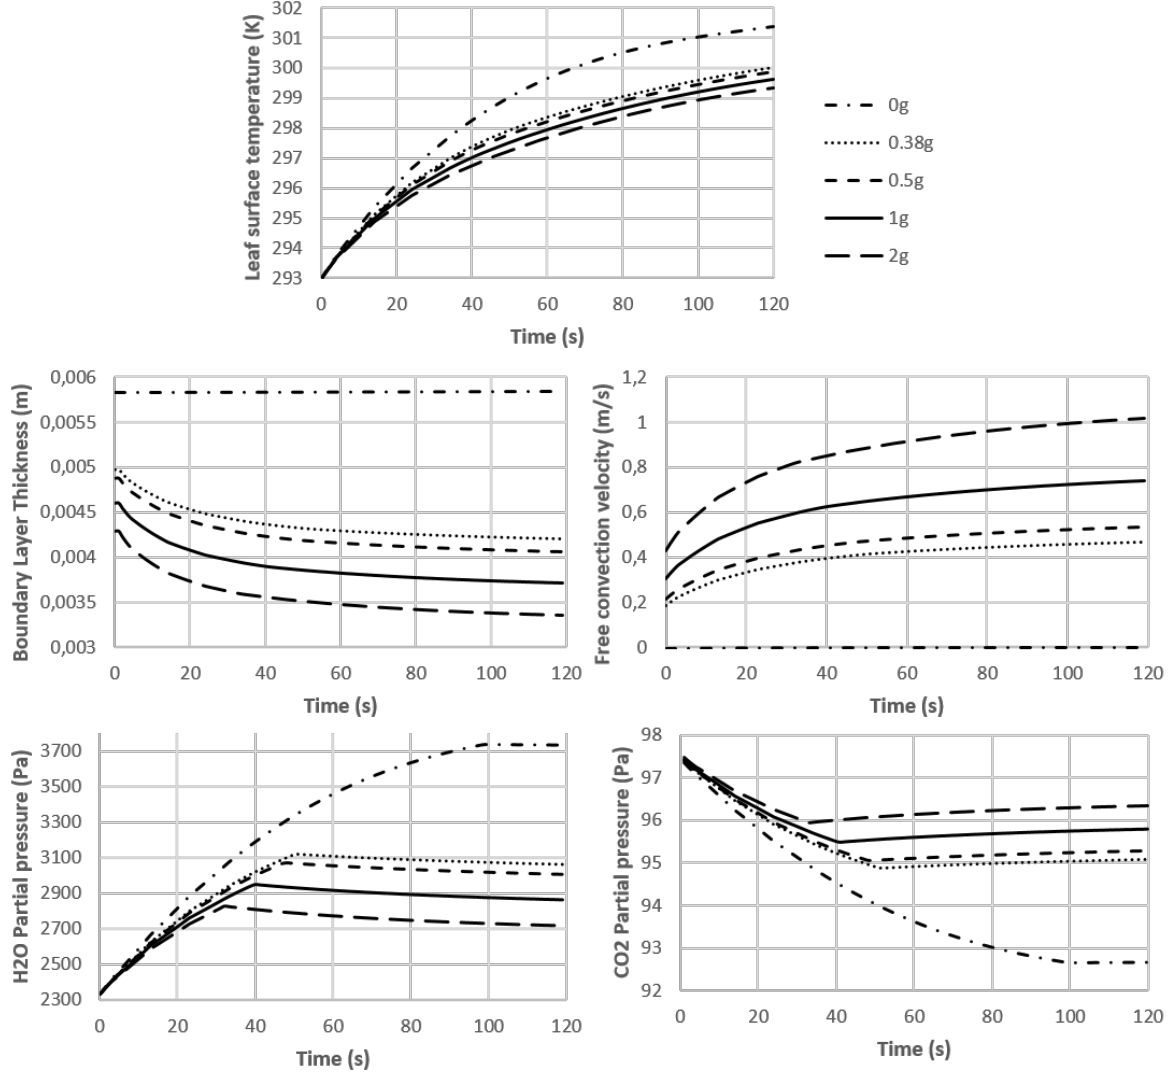 302
301
300
299
298
297
296
295
294
293
Leaf surface temperature (K)
0 20 40 60 80 100 120
Time (s)
0g
0.38g
0.5g
1g
2g
0,006
0,0055
0,005
0,0045
0,004
0,0035
0,003
Boundary Layer Thickness (m)
0 20 40 60 80 100 120
Time (s)
1,2
1
0,8
0,6
0,4
0,2
0
Free convection velocity (m/s)
0 20 40 60 80 100 120
Time (s)
3700
3500
3300
3100
2900
2700
2500
2300
H2O Partial pressure (Pa)
0 20 40 60 80 100 120
Time (s)
98
97
96
95
94
93
92
CO2 Partial pressure (Pa)
0 20 40 60 80 100 120
Time (s)